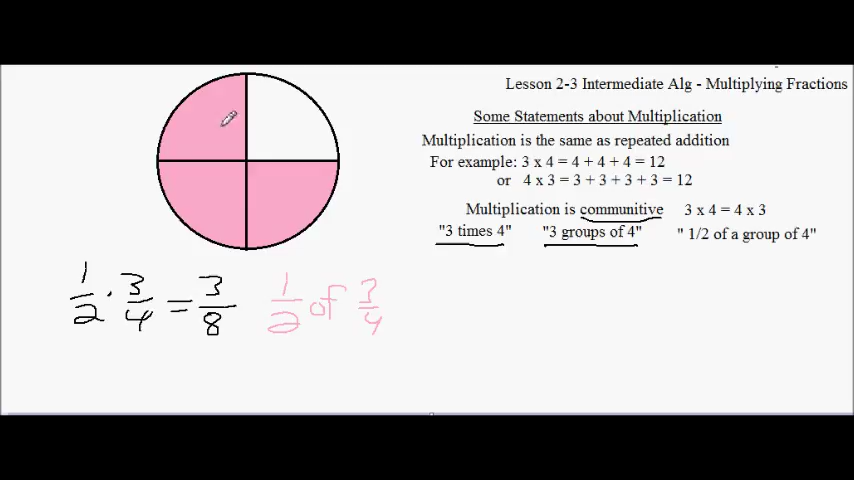 Lesson 2-3 Intermediate Alg - Multiplying Fractions
Some Statements about Multiplication
Multiplication is the same as repeated addition
For example: 3 x 4 = 4 + 4 + 4 = 12
or 4 x 3 = 3 + 3 + 3 + 3 = 12
Multiplication is communitive 3 x 4 = 4 x 3
"3 times 4" "3 groups of 4" " 1/2 of a group of 4"
1/2 · 3/4 = 3/8 1/2 of 3/4